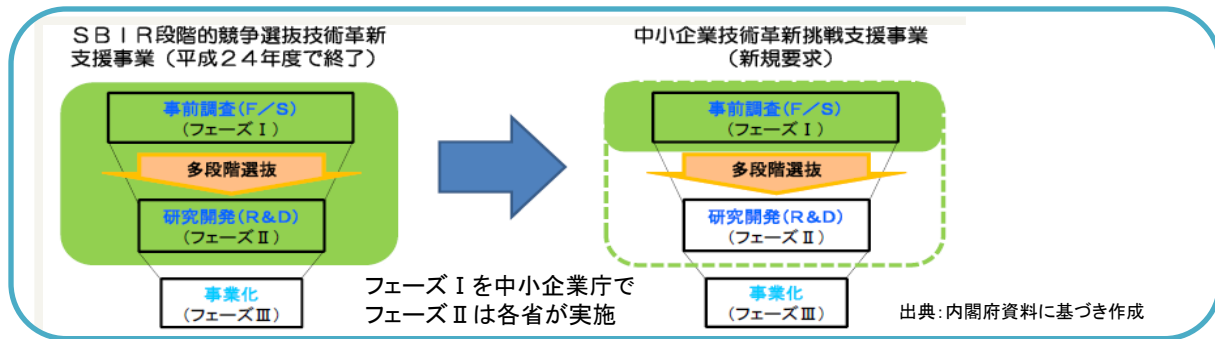 ＳＢＩＲ段階的競争選抜技術革新
支援事業（平成２４年度で終了）
事前調査(F／S)
(フェーズⅠ)
多段階選抜
研究開発(R&D)
(フェーズⅡ)
事業化
(フェーズⅢ)
フェーズⅠを中小企業庁で
フェーズⅡは各省が実施
中小企業技術革新挑戦支援事業
（新規要求）
事前調査(F／S)
(フェーズⅠ)
多段階選抜
研究開発(R&D)
(フェーズⅡ)
事業化
(フェーズⅢ)
出典：内閣府資料に基づき作成